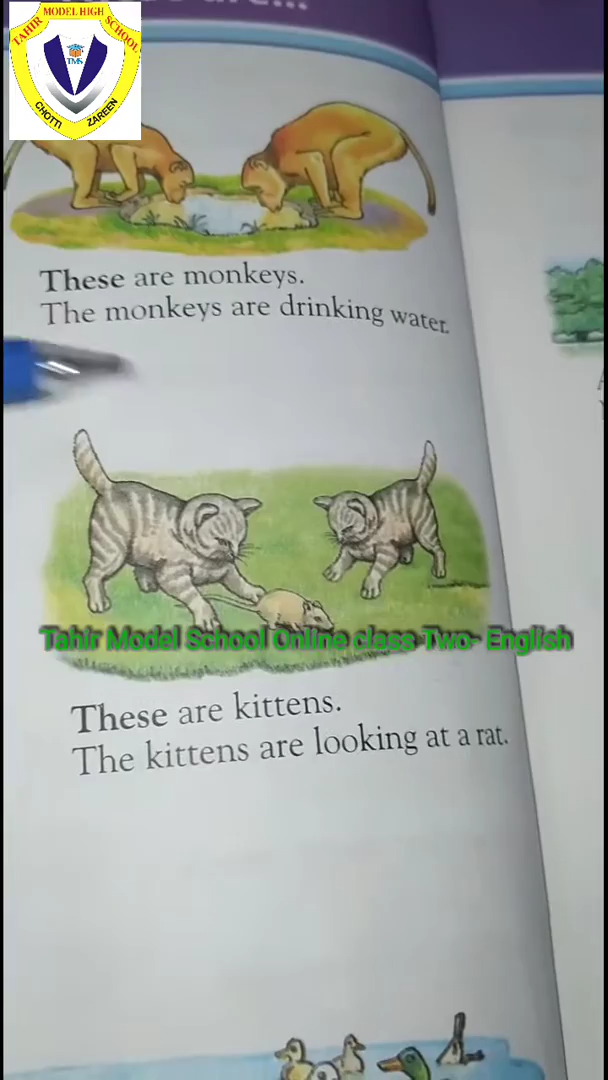 TAHIR MODEL HIGH SCHOOL
TMS
CHOTTI ZAREEN
These are monkeys.
The monkeys are drinking water.
Tahir Model School Online class Two- English
These are kittens.
The kittens are looking at a rat.